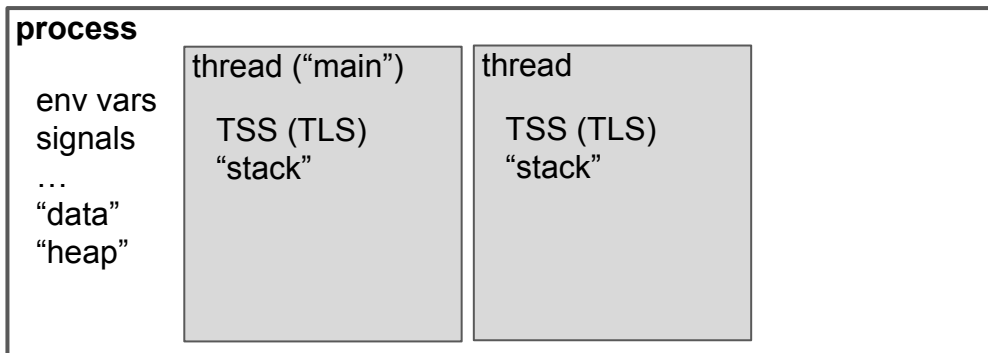 process
env vars
signals
…
“data”
“heap”
thread (“main”)
TSS (TLS)
“stack”
thread
TSS (TLS)
“stack”